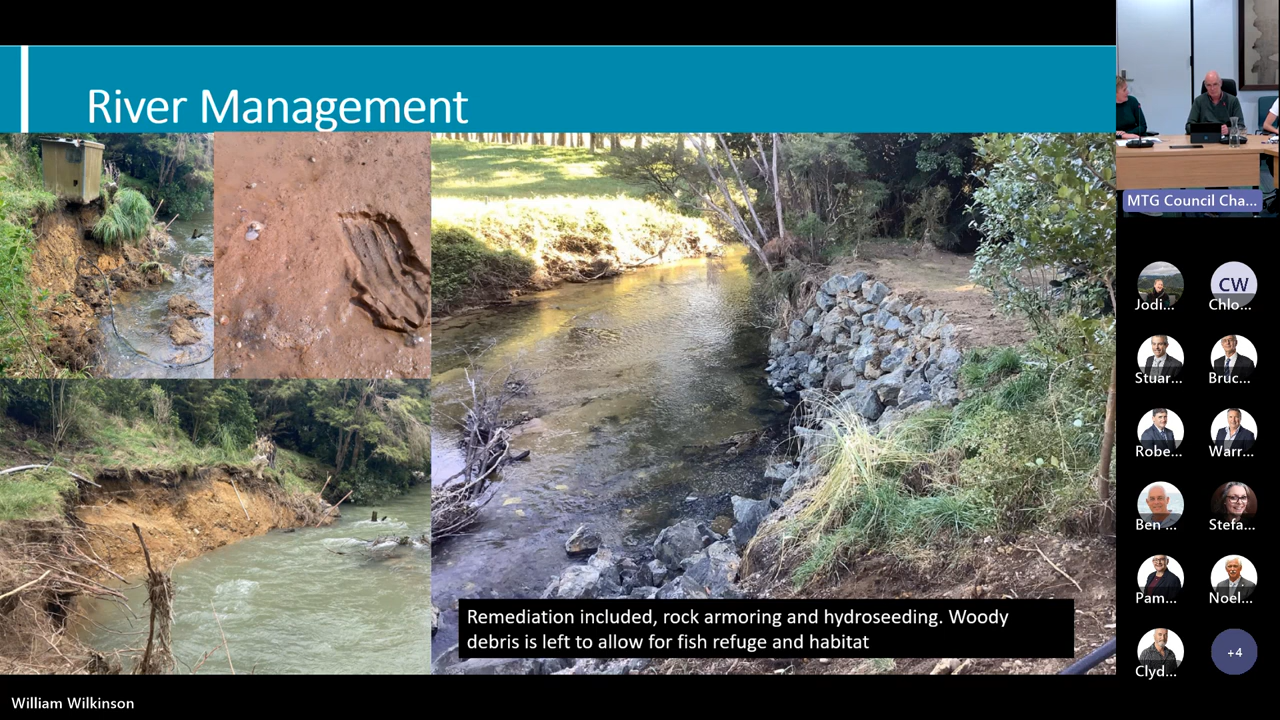 River Management
Remediation included, rock armoring and hydroseeding. Woody
debris is left to allow for fish refuge and habitat
MTG Council Cha...
Jodi...
CW
Chlo...
Stuar...
Bruc...
Robe...
Warr...
Ben ...
Stefa...
Pam...
Noel...
Clyd...
+4
William Wilkinson